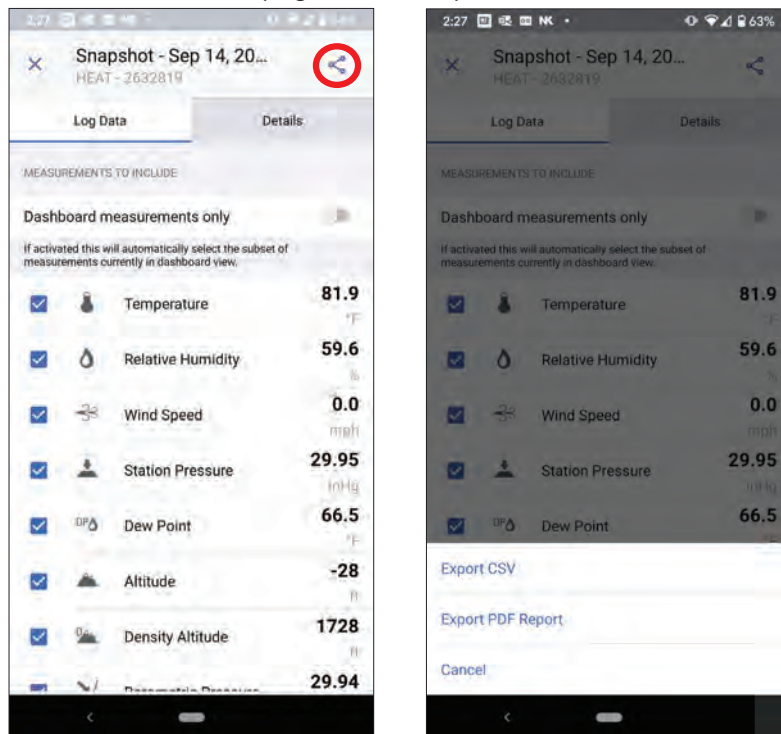 2:27
Snapshot - Sep 14, 20...
HEAT - 2632819
Log Data Details
MEASUREMENTS TO INCLUDE
Dashboard measurements only
If activated this will automatically select the subset of
measurements currently in dashboard view.
Temperature 81.9
°F
Relative Humidity 59.6
%
Wind Speed 0.0
mph
Station Pressure 29.95
inHg
DP Dew Point 66.5
°F
Altitude -28
ft
Density Altitude 1728
ft
29.94
2:27 NK • 63%
Snapshot - Sep 14, 20...
HEAT - 2632819
Log Data Details
MEASUREMENTS TO INCLUDE
Dashboard measurements only
If activated this will automatically select the subset of
measurements currently in dashboard view.
Temperature 81.9
°F
Relative Humidity 59.6
%
Wind Speed 0.0
mph
Station Pressure 29.95
inHg
DP Dew Point 66.5
°F
Export CSV
Export PDF Report
Cancel